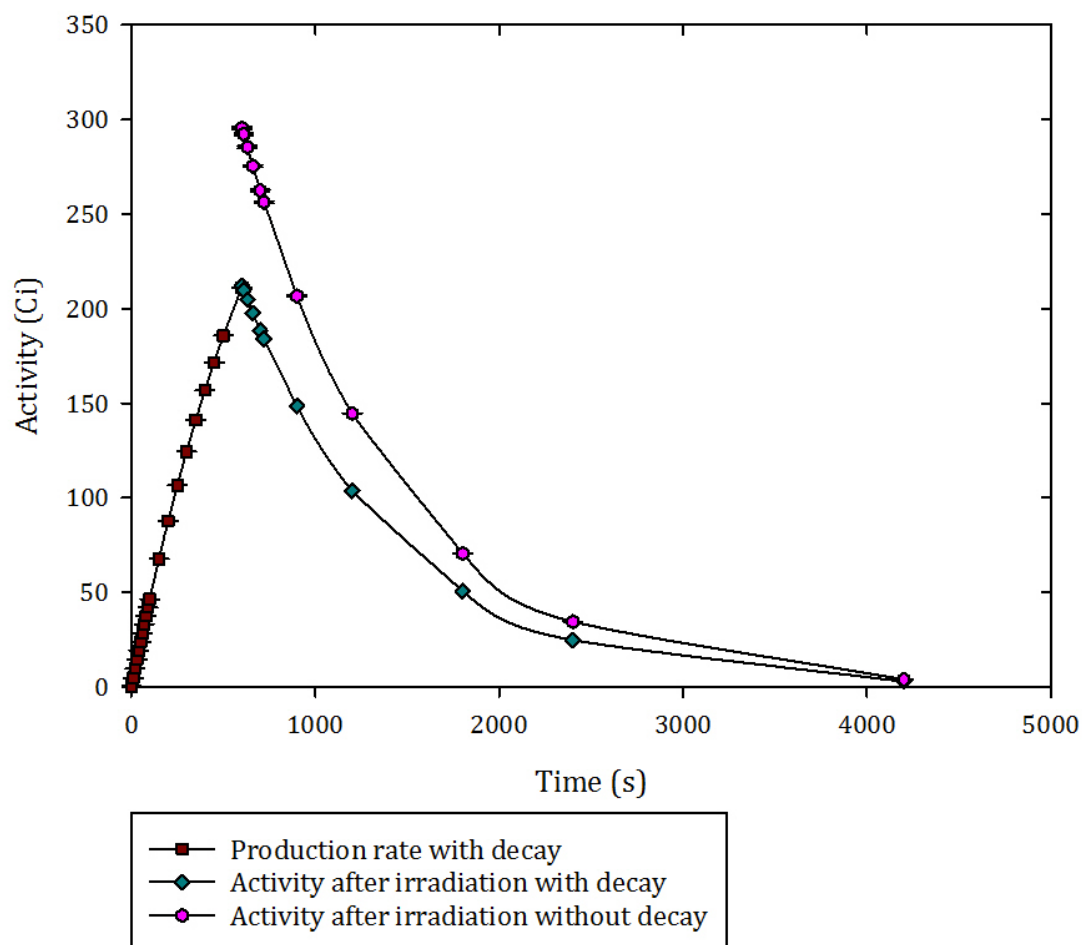 350
300
250
200
150
100
50
0
Activity (Ci)
0 1000 2000 3000 4000 5000
Time (s)
Production rate with decay
Activity after irradiation with decay
Activity after irradiation without decay